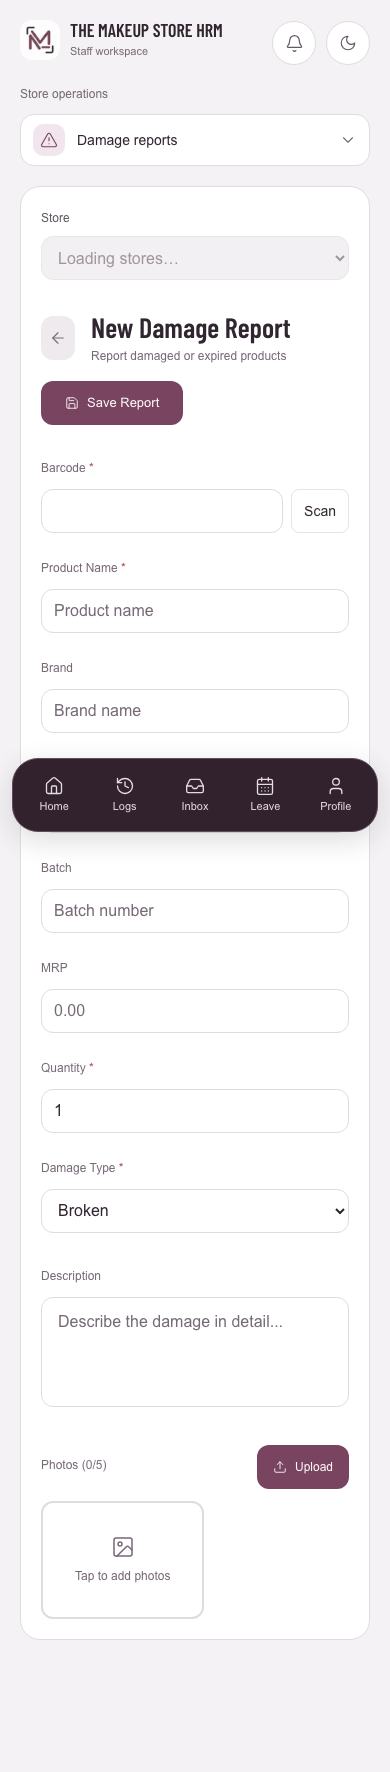 THE MAKEUP STORE HRM
Staff workspace
Store operations
Damage reports
Store
Loading stores…
New Damage Report
Report damaged or expired products
Save Report
Barcode *
Scan
Product Name *
Product name
Brand
Brand name
Home Logs Inbox Leave Profile
Batch
Batch number
MRP
0.00
Quantity *
1
Damage Type *
Broken
Description
Describe the damage in detail...
Photos (0/5)
Upload
Tap to add photos